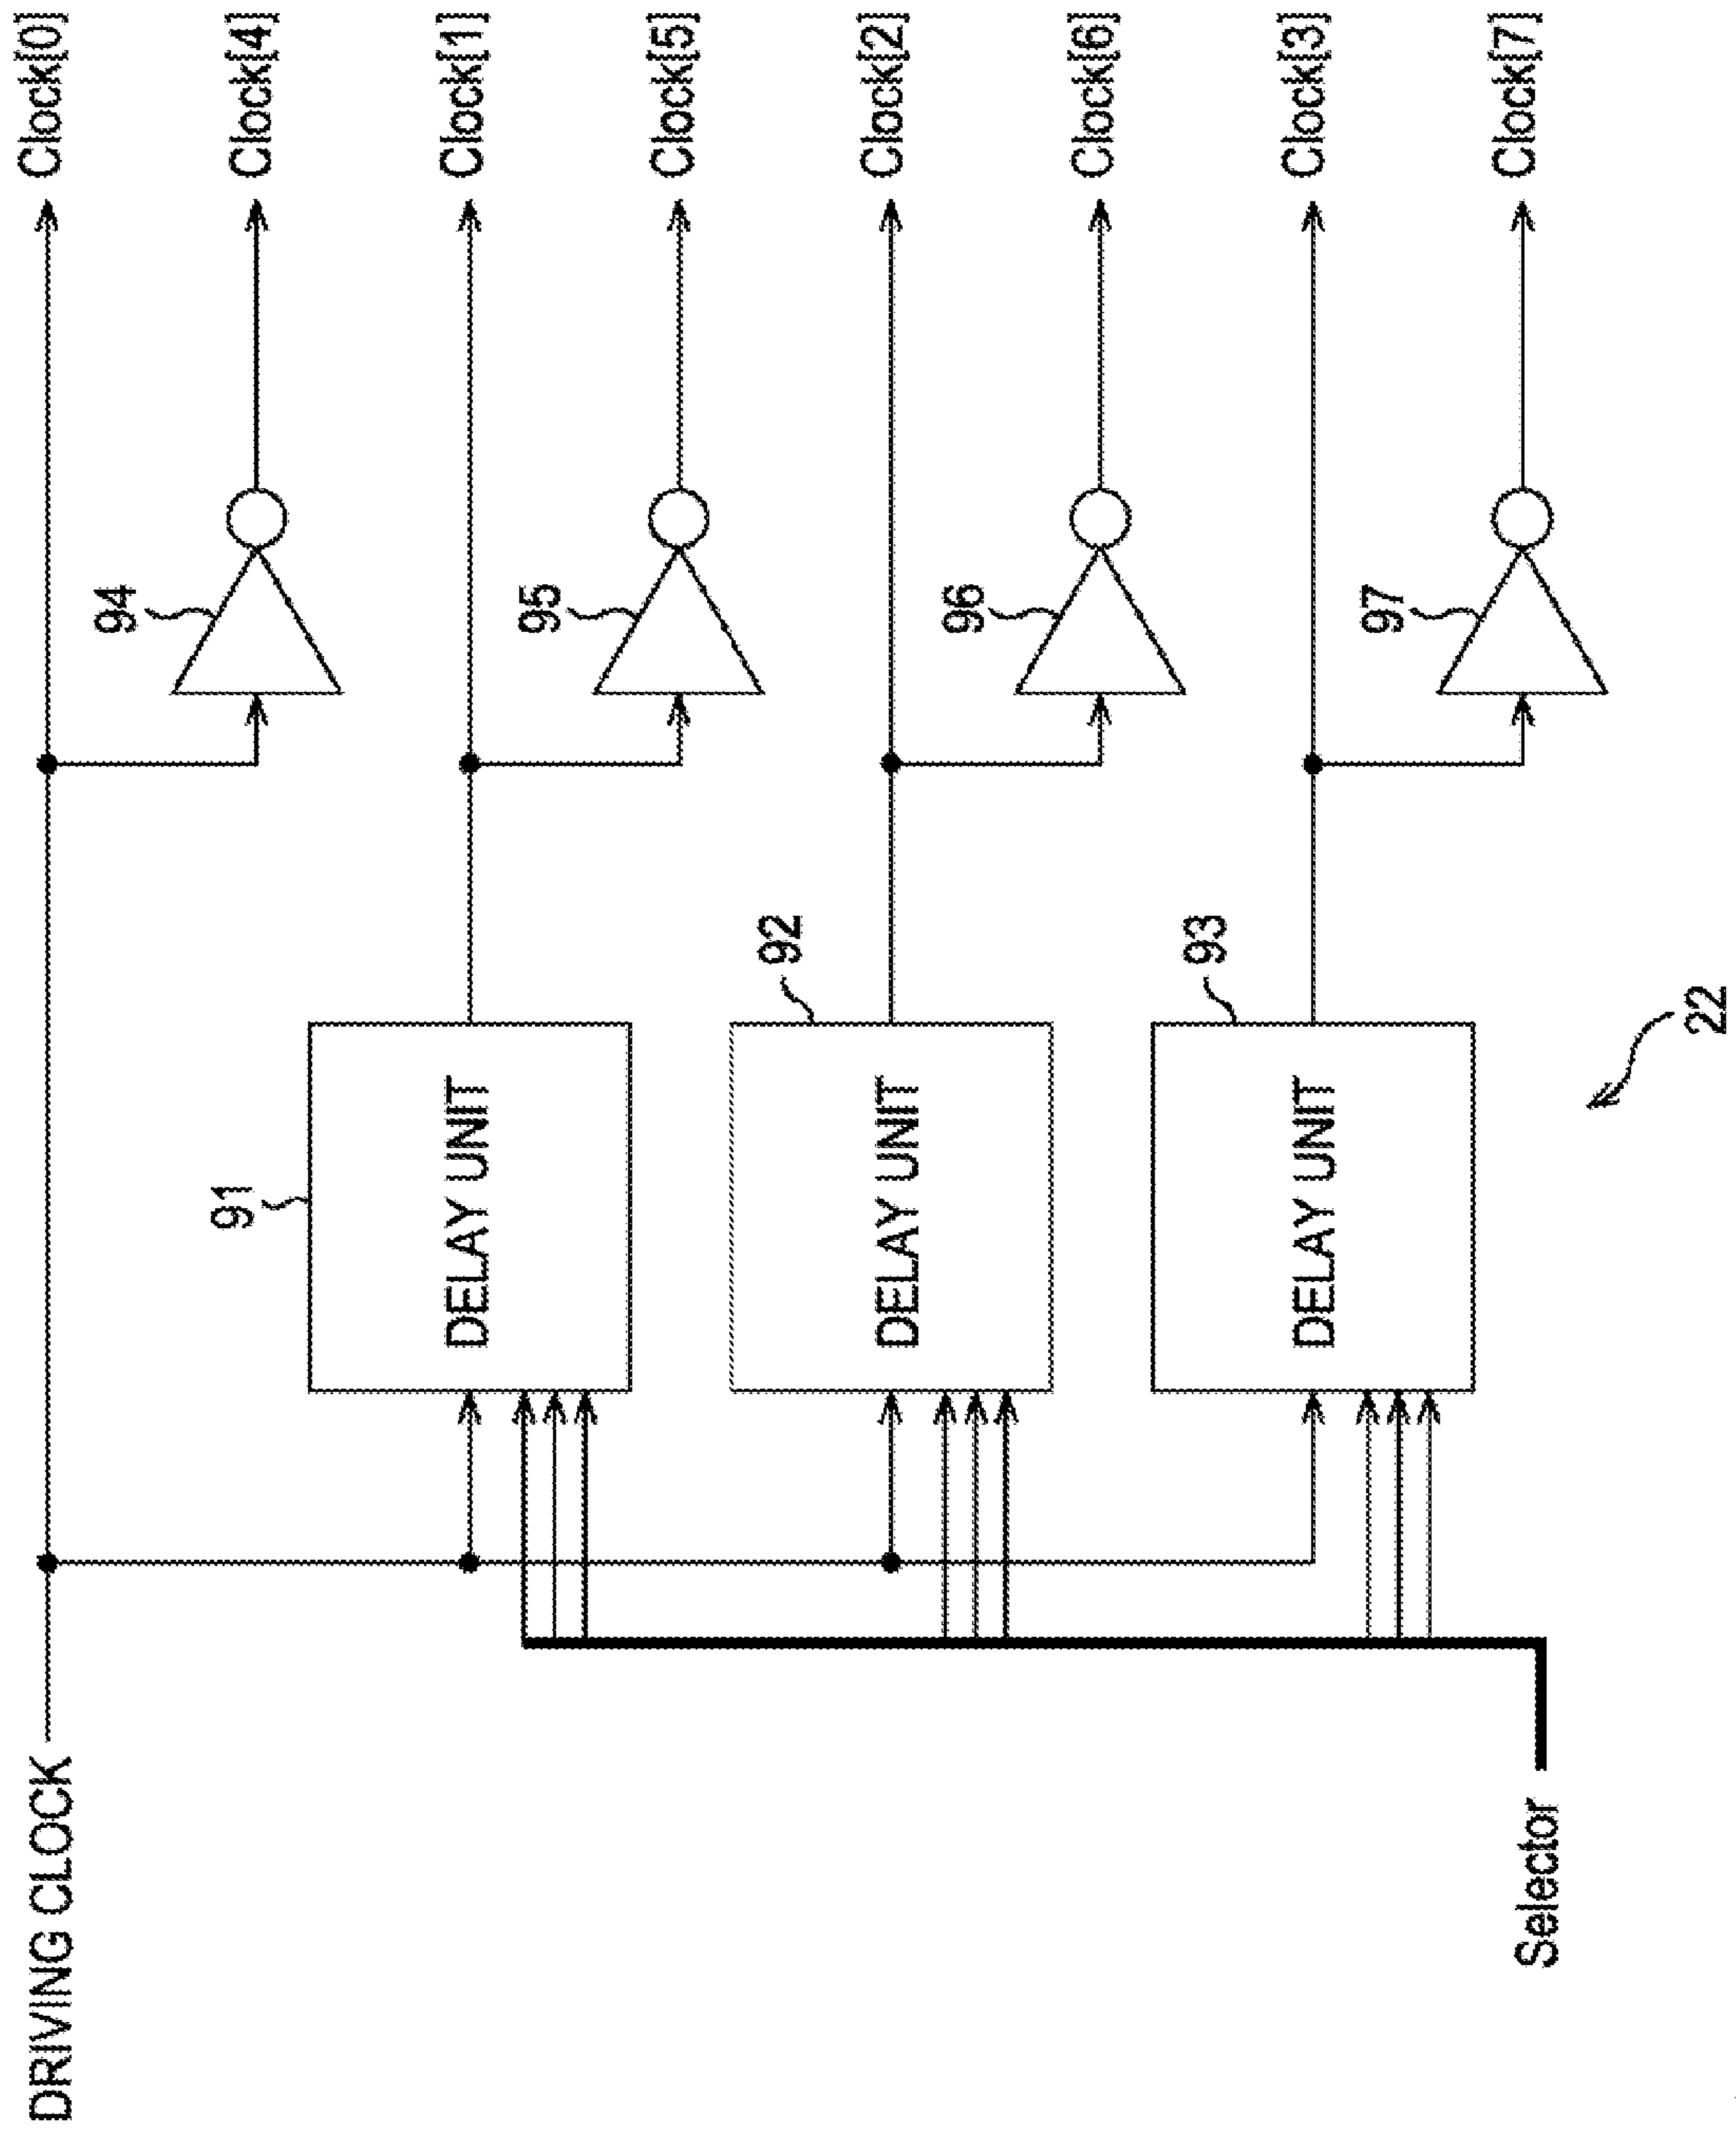 DRIVING CLOCK
Clock[0]
94
Clock[4]
91
DELAY UNIT
Clock[1]
95
Clock[5]
92
DELAY UNIT
Clock[2]
96
Clock[6]
93
DELAY UNIT
Clock[3]
97
Clock[7]
Selector
22